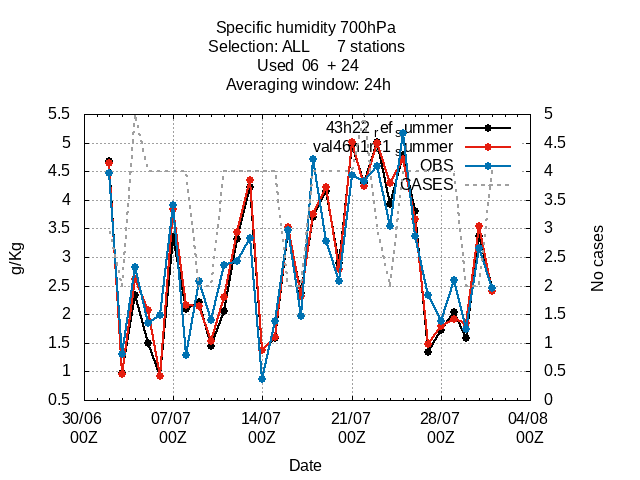 Specific humidity 700hPa
Selection: ALL 7 stations
Used 06 + 24
Averaging window: 24h
5.5 5
43h22 ref summer
5 4.5
OBS
4.5 4
CASES
4 3.5
3.5 3
3 2.5
2.5 2
2 1.5
1.5 1
1 0.5
0.5 0
g/Kg
No cases
30/06 07/07 14/07 21/07 28/07 04/08
00Z 00Z 00Z 00Z 00Z 00Z
Date